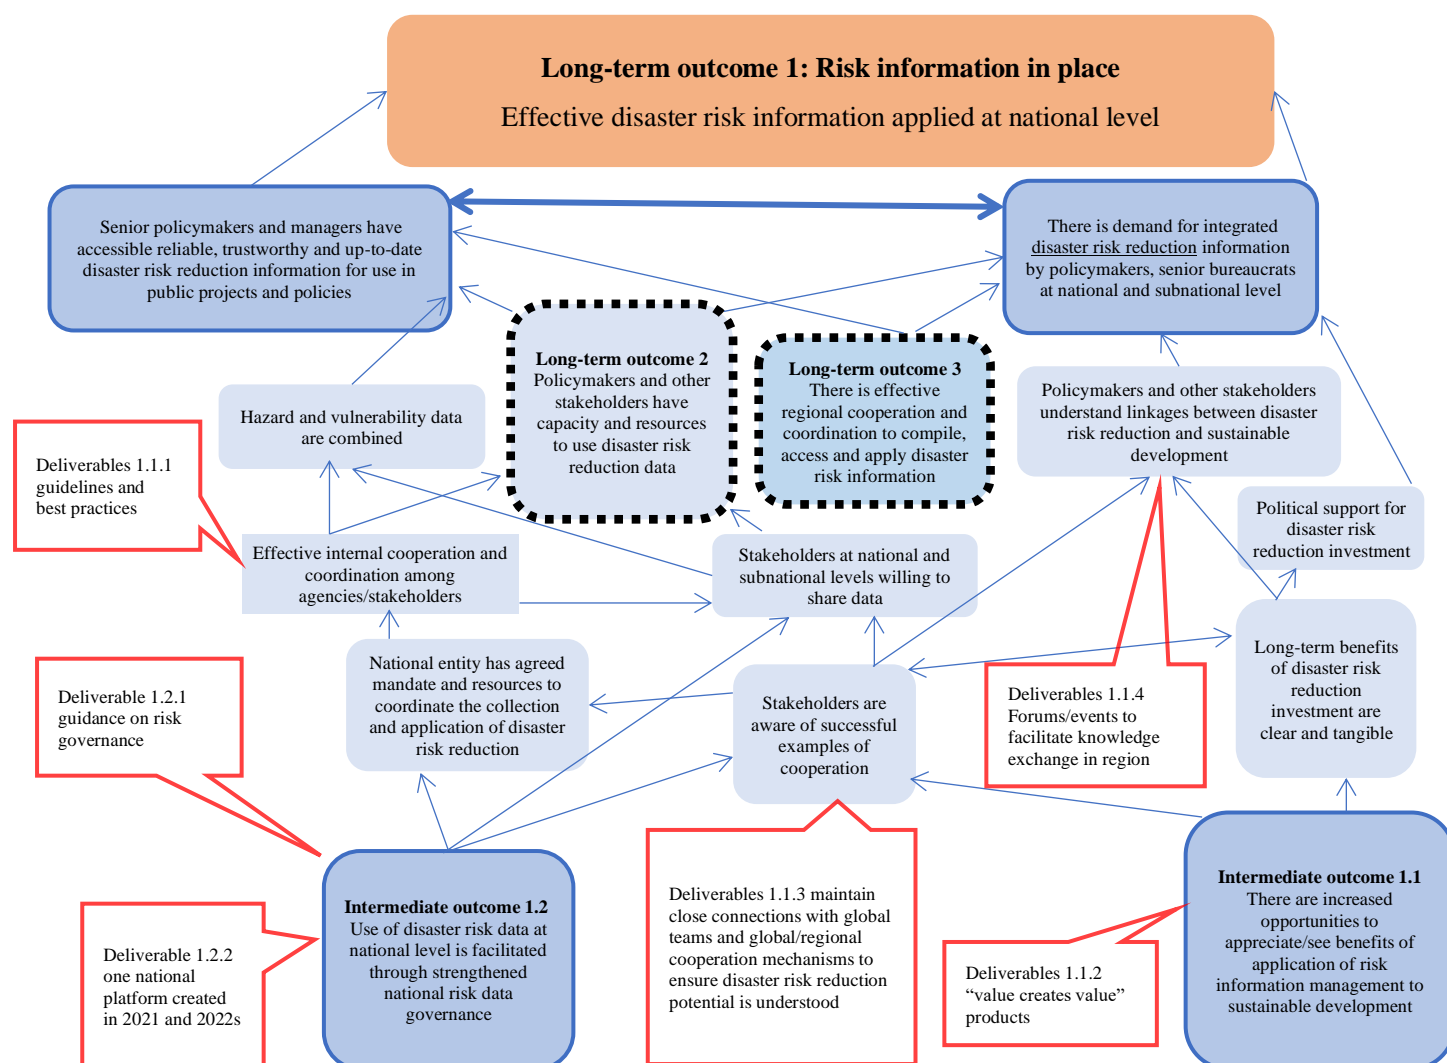 Long-term outcome 1: Risk information in place
Effective disaster risk information applied at national level
Senior policymakers and managers have
accessible reliable, trustworthy and up-to-date
disaster risk reduction information for use in
public projects and policies
There is demand for integrated
disaster risk reduction information
by policymakers, senior bureaucrats
at national and subnational level
Long-term outcome 2
Policymakers and other
stakeholders have
capacity and resources
to use disaster risk
reduction data
Long-term outcome 3
There is effective
regional cooperation and
coordination to compile,
access and apply disaster
risk information
Policymakers and other stakeholders
understand linkages between disaster
risk reduction and sustainable
development
Hazard and vulnerability data
are combined
Deliverables 1.1.1
guidelines and
best practices
Political support for
disaster risk
reduction investment
Effective internal cooperation and
coordination among
agencies/stakeholders
Stakeholders at national and
subnational levels willing to
share data
National entity has agreed
mandate and resources to
coordinate the collection
and application of disaster
risk reduction
Stakeholders are
aware of successful
examples of
cooperation
Long-term benefits
of disaster risk
reduction
investment are
clear and tangible
Deliverable 1.2.1
guidance on risk
governance
Deliverables 1.1.4
Forums/events to
facilitate knowledge
exchange in region
Intermediate outcome 1.2
Use of disaster risk data at
national level is facilitated
through strengthened
national risk data
governance
Deliverables 1.1.3 maintain
close connections with global
teams and global/regional
cooperation mechanisms to
ensure disaster risk reduction
potential is understood
Intermediate outcome 1.1
There are increased
opportunities to
appreciate/see benefits of
application of risk
information management to
sustainable development
Deliverable 1.2.2
one national
platform created
in 2021 and 2022s
Deliverables 1.1.2
“value creates value”
products